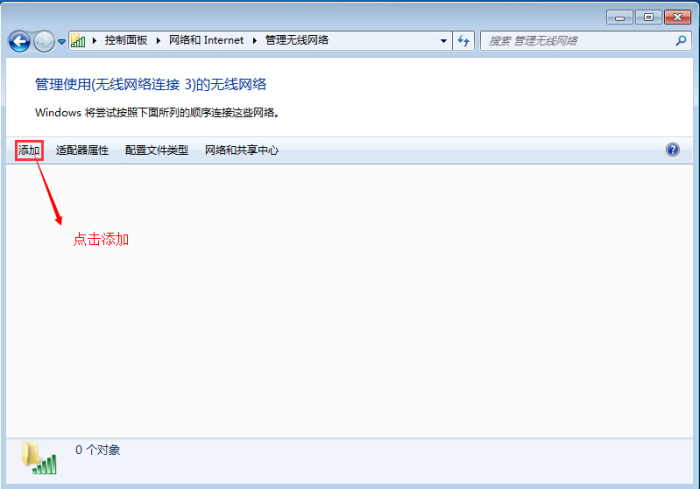 控制面板 网络和 Internet 管理无线网络
搜索 管理无线网络
管理使用(无线网络连接 3)的无线网络
Windows 将尝试按照下面所列的顺序连接这些网络。
添加 适配器属性 配置文件类型 网络和共享中心
点击添加
0 个对象